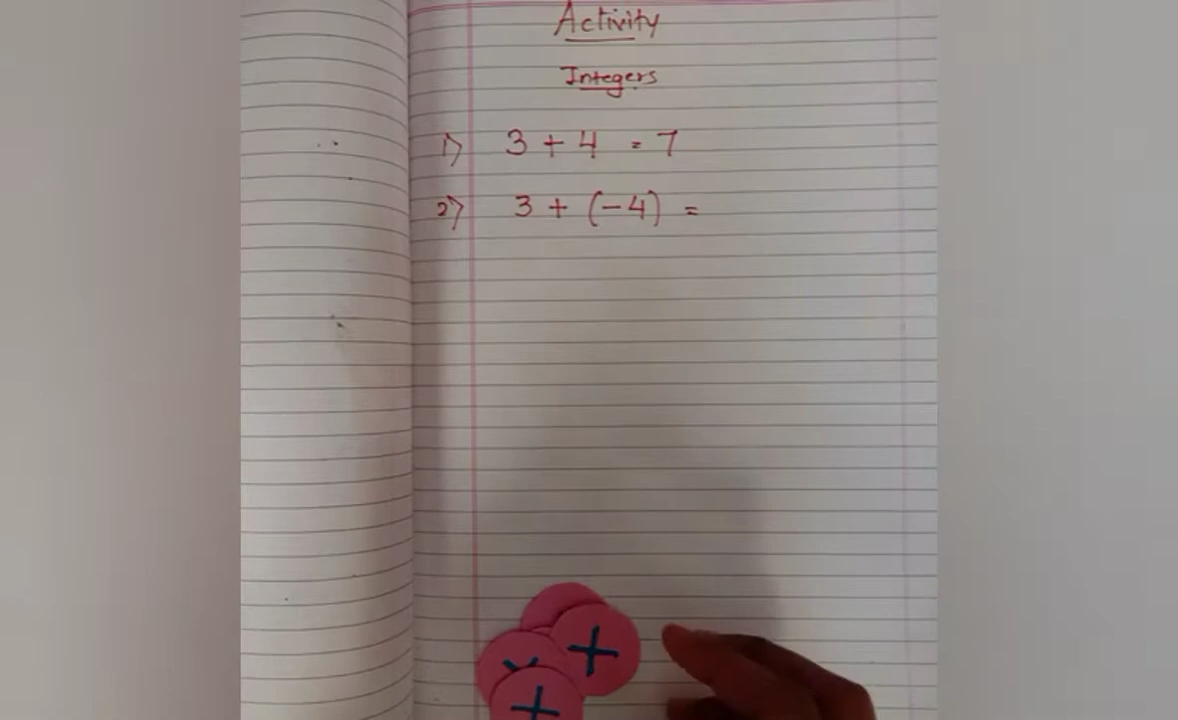 Activity
Integers
1) 3 + 4 = 7
2) 3 + (-4) =
+
+